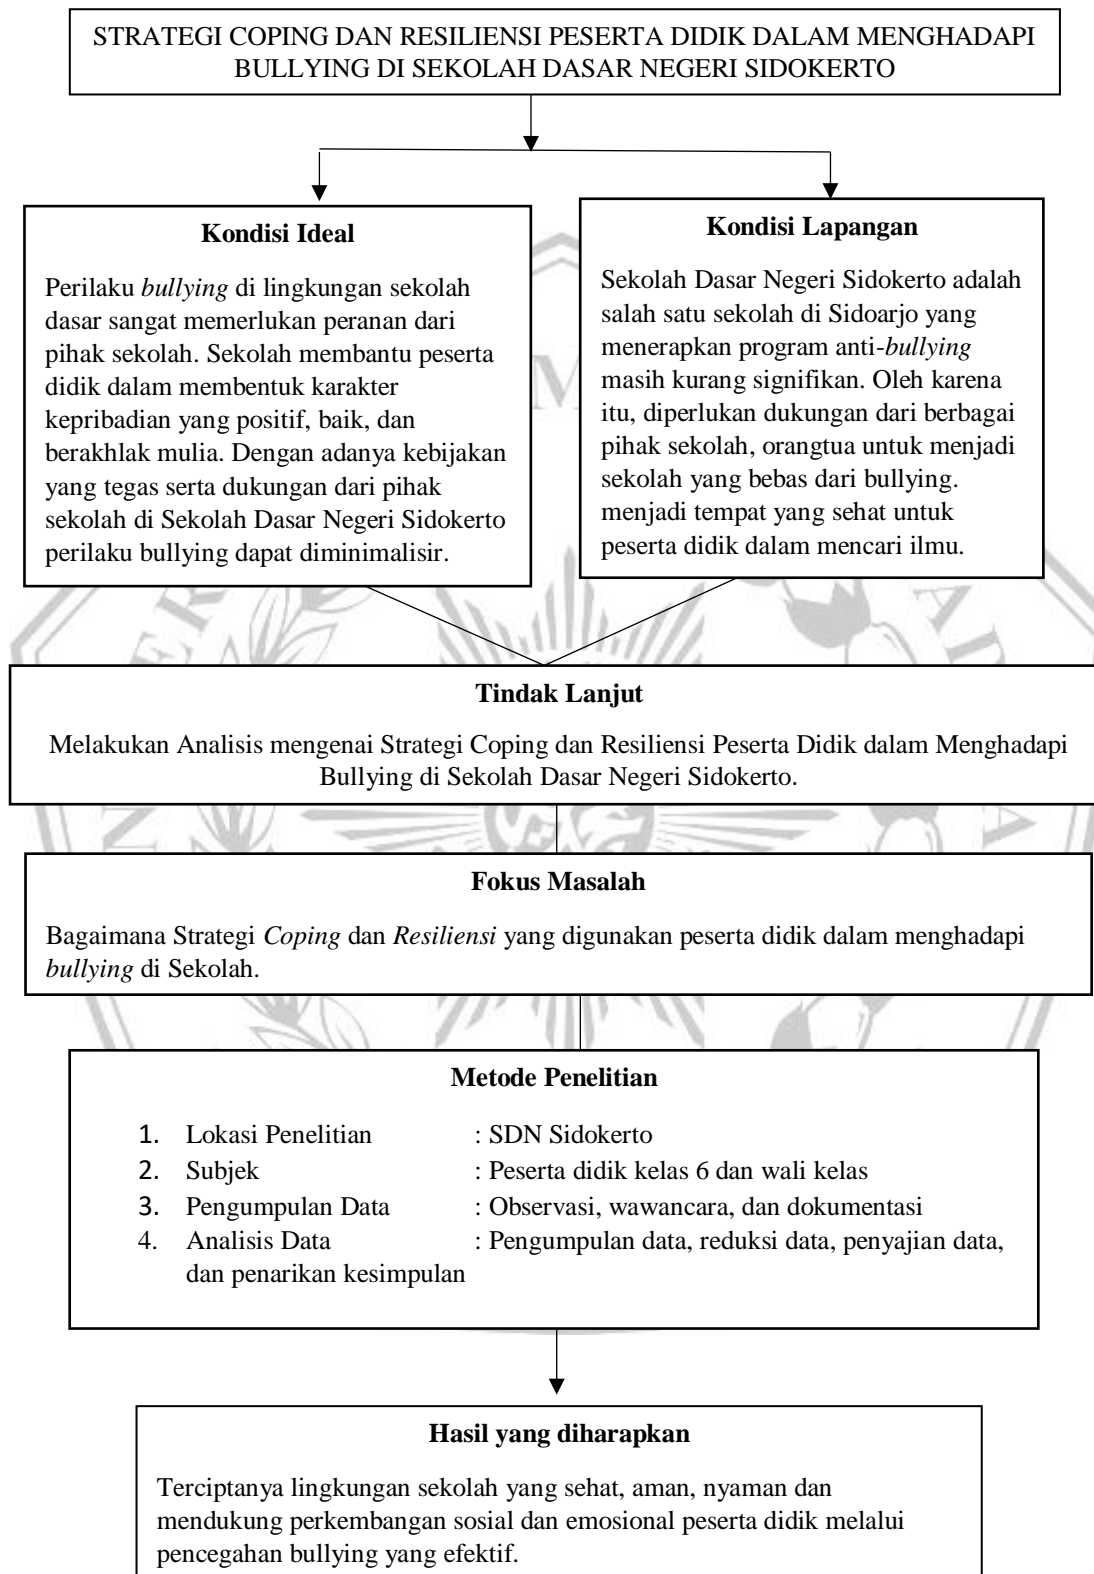 STRATEGI COPING DAN RESILIENSI PESERTA DIDIK DALAM MENGHADAPI
BULLYING DI SEKOLAH DASAR NEGERI SIDOKERTO
Kondisi Ideal
Perilaku bullying di lingkungan sekolah
dasar sangat memerlukan peranan dari
pihak sekolah. Sekolah membantu peserta
didik dalam membentuk karakter
kepribadian yang positif, baik, dan
berakhlak mulia. Dengan adanya kebijakan
yang tegas serta dukungan dari pihak
sekolah di Sekolah Dasar Negeri Sidokerto
perilaku bullying dapat diminimalisir.
Kondisi Lapangan
Sekolah Dasar Negeri Sidokerto adalah
salah satu sekolah di Sidoarjo yang
menerapkan program anti-bullying
masih kurang signifikan. Oleh karena
itu, diperlukan dukungan dari berbagai
pihak sekolah, orangtua untuk menjadi
sekolah yang bebas dari bullying.
menjadi tempat yang sehat untuk
peserta didik dalam mencari ilmu.
Tindak Lanjut
Melakukan Analisis mengenai Strategi Coping dan Resiliensi Peserta Didik dalam Menghadapi
Bullying di Sekolah Dasar Negeri Sidokerto.
Fokus Masalah
Bagaimana Strategi Coping dan Resiliensi yang digunakan peserta didik dalam menghadapi
bullying di Sekolah.
Metode Penelitian
1. Lokasi Penelitian : SDN Sidokerto
2. Subjek : Peserta didik kelas 6 dan wali kelas
3. Pengumpulan Data : Observasi, wawancara, dan dokumentasi
4. Analisis Data : Pengumpulan data, reduksi data, penyajian data,
dan penarikan kesimpulan
Hasil yang diharapkan
Terciptanya lingkungan sekolah yang sehat, aman, nyaman dan
mendukung perkembangan sosial dan emosional peserta didik melalui
pencegahan bullying yang efektif.